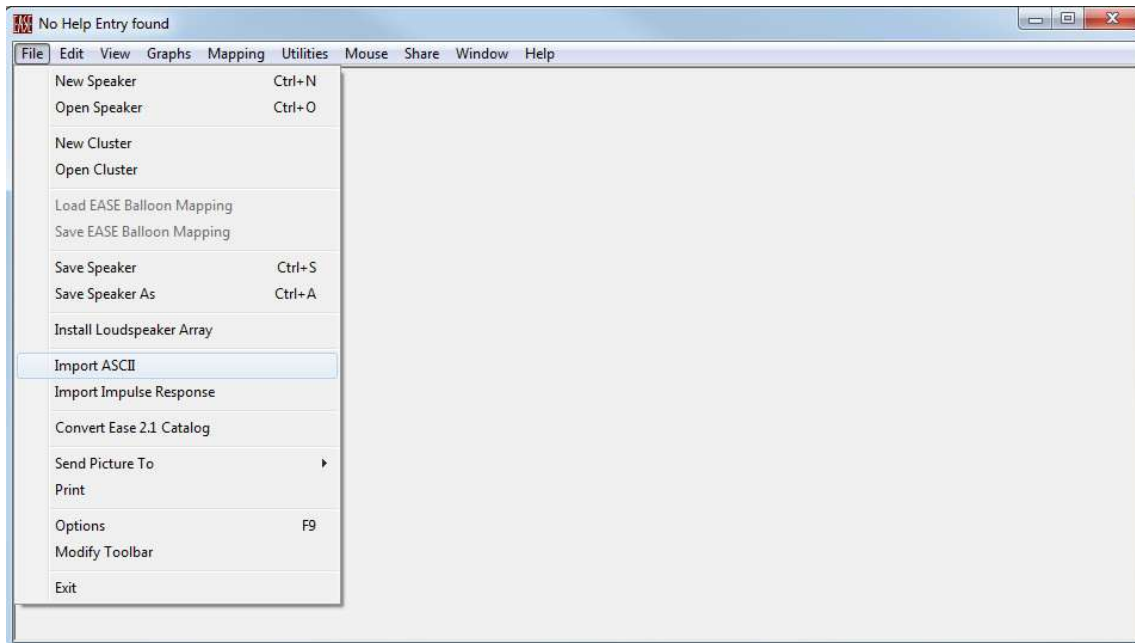 EASE No Help Entry found
File Edit View Graphs Mapping Utilities Mouse Share Window Help
New Speaker Ctrl+N
Open Speaker Ctrl+O
New Cluster
Open Cluster
Load EASE Balloon Mapping
Save EASE Balloon Mapping
Save Speaker Ctrl+S
Save Speaker As Ctrl+A
Install Loudspeaker Array
Import ASCII
Import Impulse Response
Convert Ease 2.1 Catalog
Send Picture To
Print
Options F9
Modify Toolbar
Exit